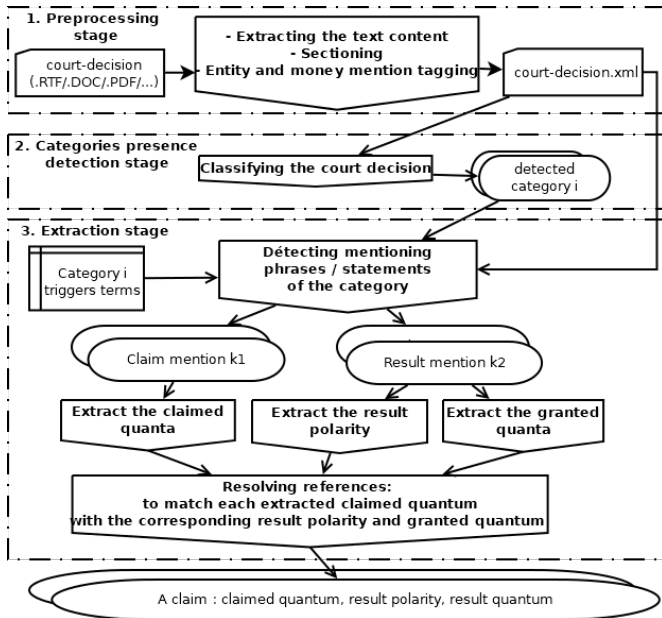 1. Preprocessing
stage
court-decision
(.RTF/.DOC/.PDF/...)
- Extracting the text content
- Sectioning
- Entity and money mention tagging
court-decision.xml
2. Categories presence
detection stage
Classifying the court decision
detected
category i
3. Extraction stage
Category i
triggers terms
Détecting mentioning
phrases / statements
of the category
Claim mention k1
Result mention k2
Extract the claimed
quanta
Extract the result
polarity
Extract the granted
quanta
Resolving references:
to match each extracted claimed quantum
with the corresponding result polarity and granted quantum
A claim : claimed quantum, result polarity, result quantum